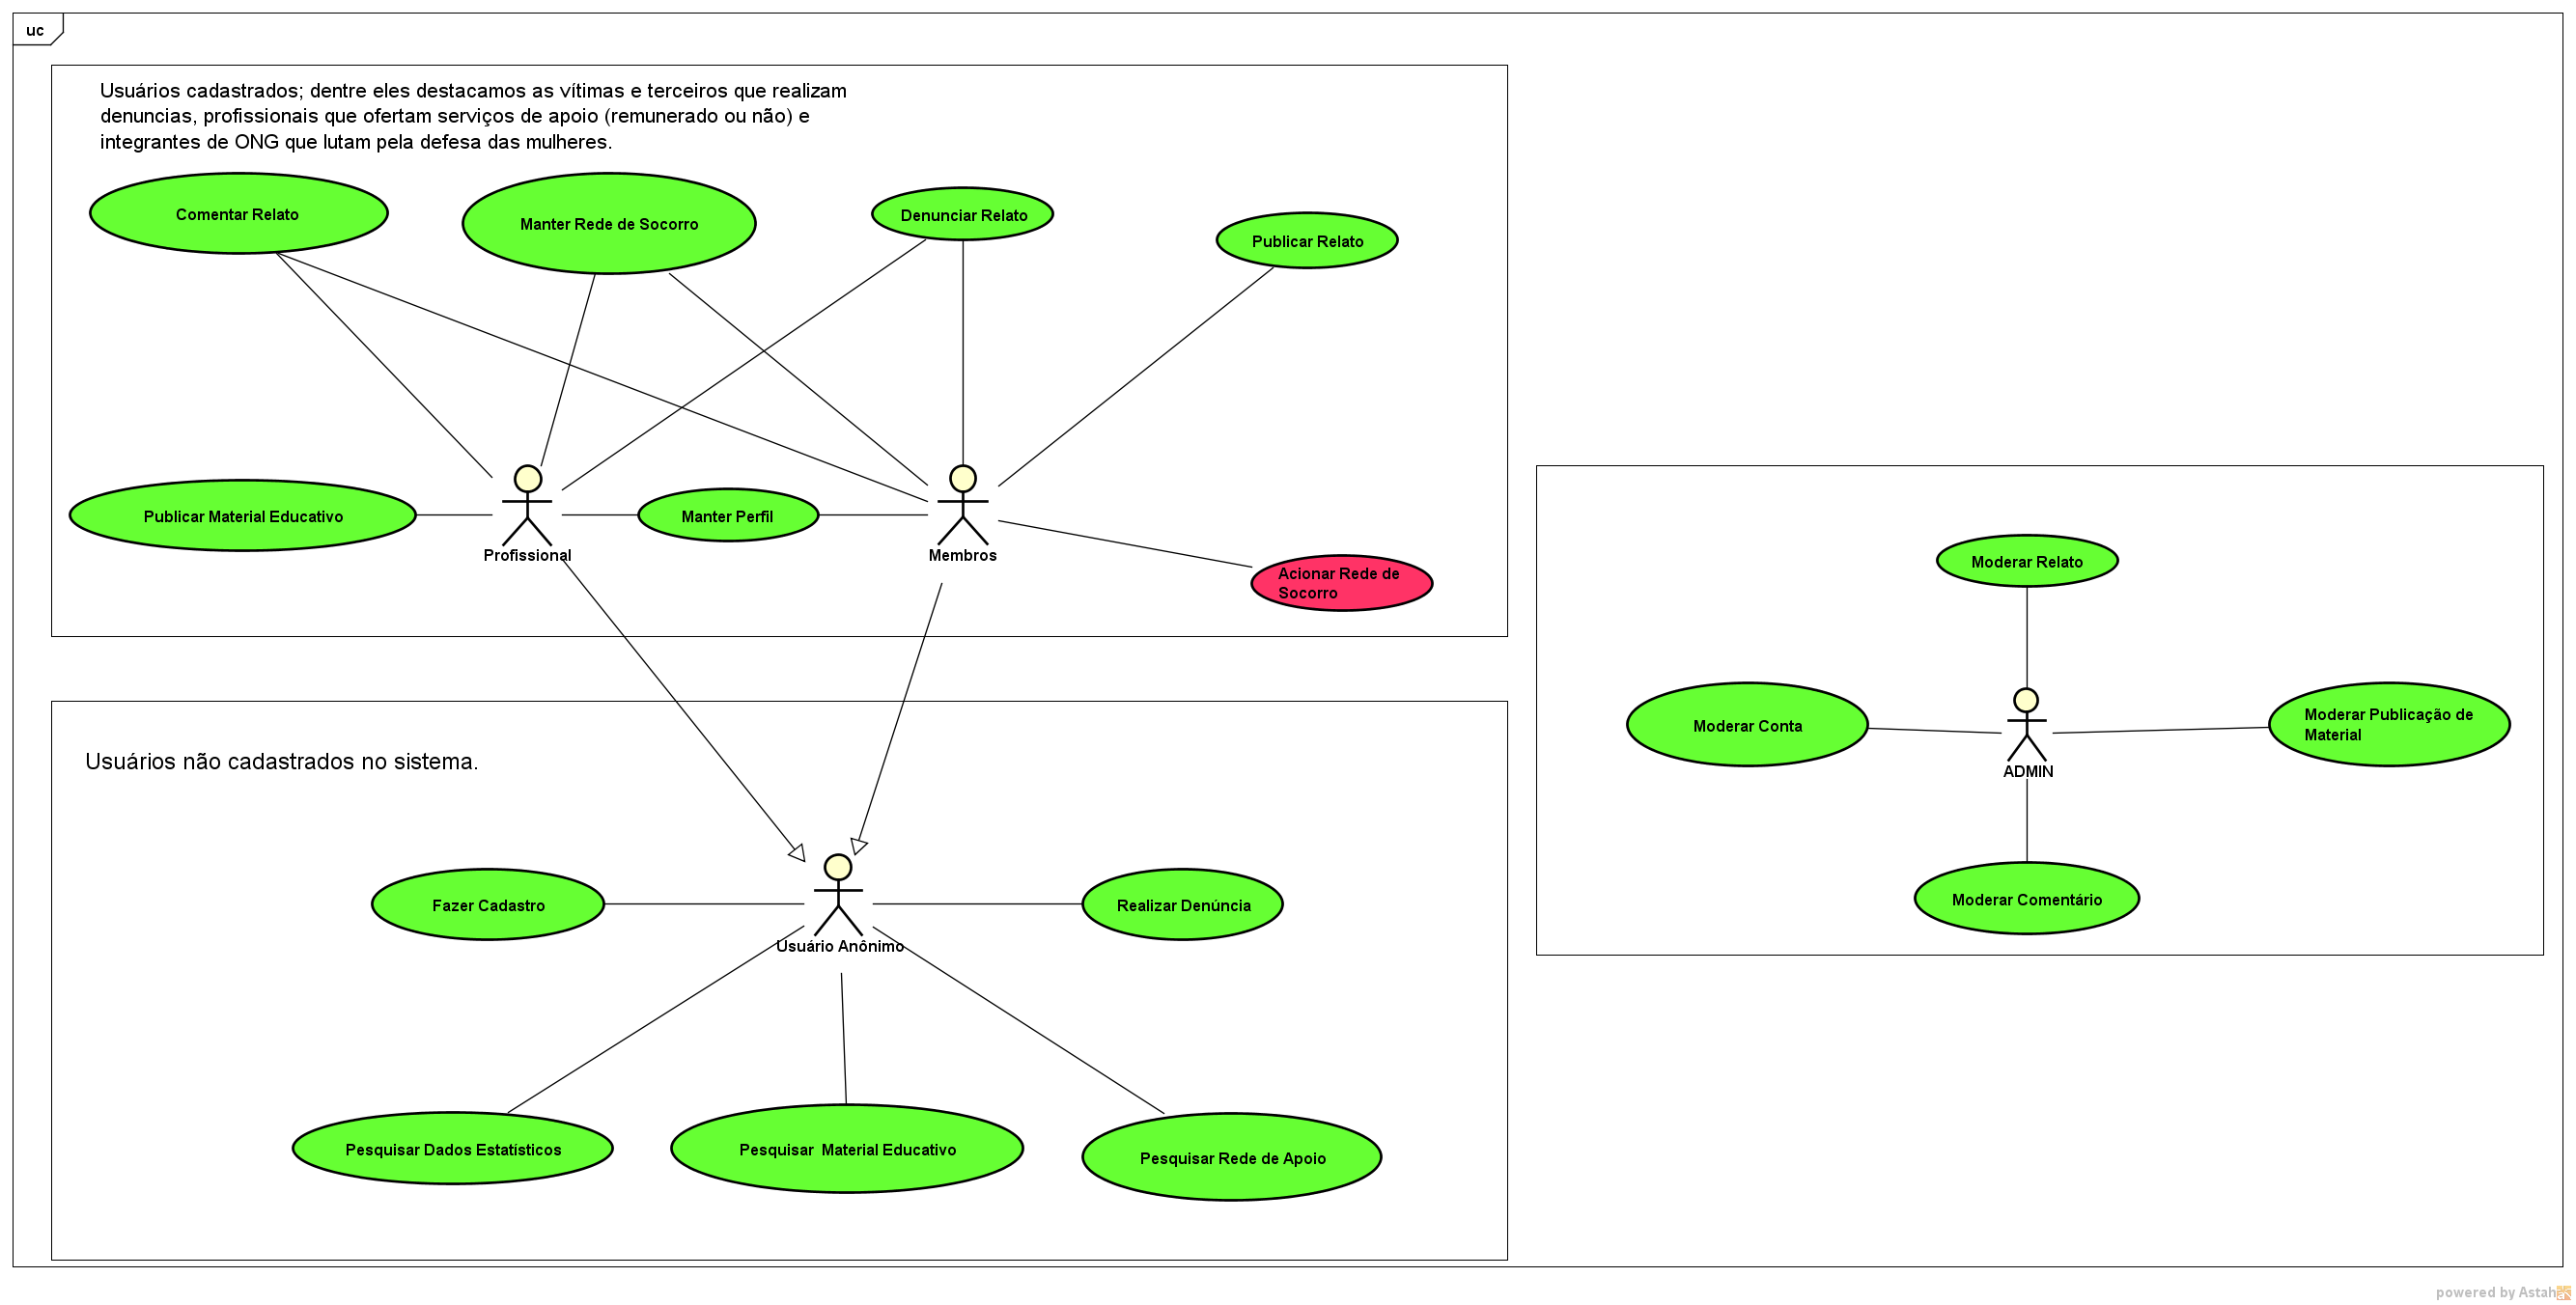 uc
Usuários cadastrados; dentre eles destacamos as vítimas e terceiros que realizam
denuncias, profissionais que ofertam serviços de apoio (remunerado ou não) e
integrantes de ONG que lutam pela defesa das mulheres.
Comentar Relato
Manter Rede de Socorro
Denunciar Relato
Publicar Relato
Publicar Material Educativo
Manter Perfil
Profissional
Membros
Acionar Rede de
Socorro
Moderar Relato
Moderar Conta
Moderar Publicação de
Material
ADMIN
Moderar Comentário
Usuários não cadastrados no sistema.
Fazer Cadastro
Realizar Denúncia
Usuário Anônimo
Pesquisar Dados Estatísticos
Pesquisar  Material Educativo
Pesquisar Rede de Apoio
powered by Astah